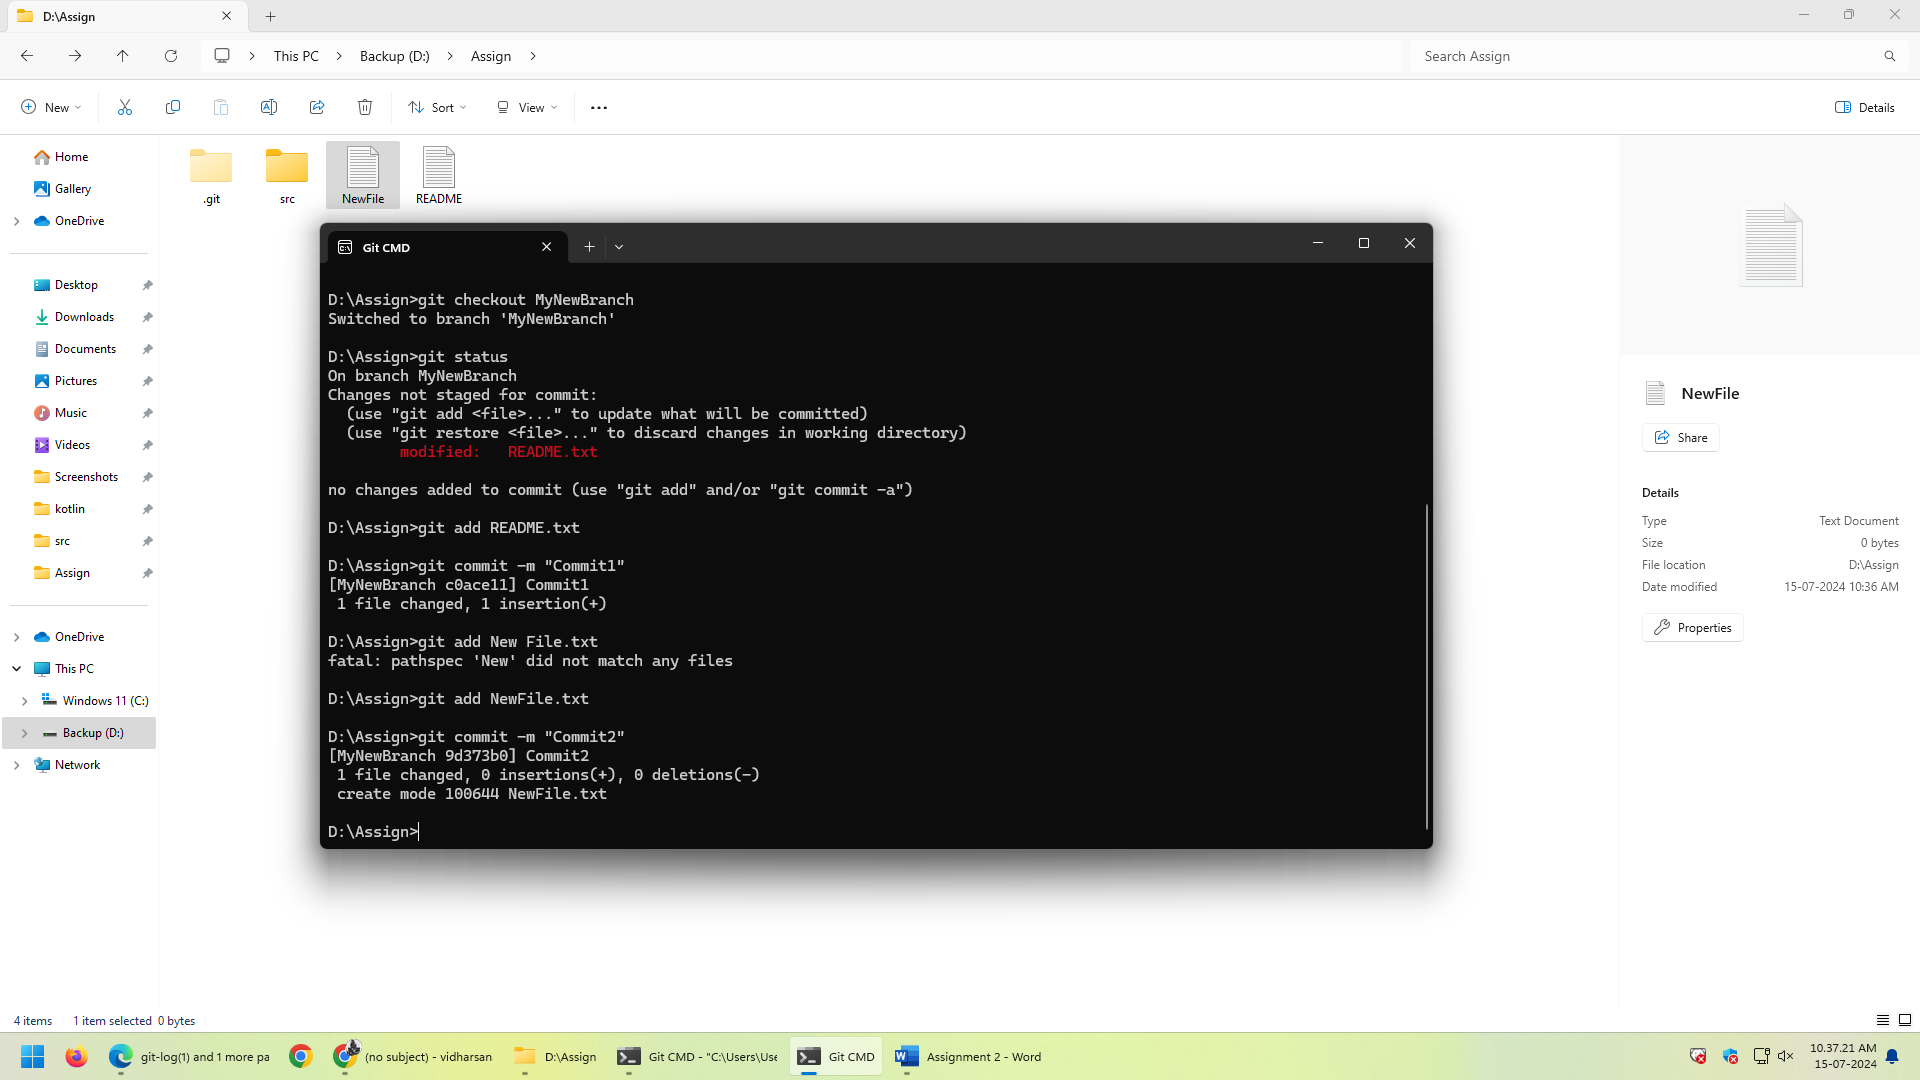 D:\Assign
This PC
Backup (D:)
Assign
Search Assign
New
Sort
View
Details
Home
Gallery
OneDrive
Desktop
Downloads
Documents
Pictures
Music
Videos
Screenshots
kotlin
src
Assign
OneDrive
This PC
Windows 11 (C:)
Backup (D:)
Network
.git
src
NewFile
README
Git CMD
D:\Assign>git checkout MyNewBranch
Switched to branch 'MyNewBranch'
D:\Assign>git status
On branch MyNewBranch
Changes not staged for commit:
(use "git add <file>..." to update what will be committed)
(use "git restore <file>..." to discard changes in working directory)
modified: README.txt
no changes added to commit (use "git add" and/or "git commit -a")
D:\Assign>git add README.txt
D:\Assign>git commit -m "Commit1"
[MyNewBranch c0ace11] Commit1
1 file changed, 1 insertion(+)
D:\Assign>git add New File.txt
fatal: pathspec 'New' did not match any files
D:\Assign>git add NewFile.txt
D:\Assign>git commit -m "Commit2"
[MyNewBranch 9d373b0] Commit2
1 file changed, 0 insertions(+), 0 deletions(-)
create mode 100644 NewFile.txt
D:\Assign>
NewFile
Share
Details
Type Text Document
Size 0 bytes
File location D:\Assign
Date modified 15-07-2024 10:36 AM
Properties
4 items 1 item selected 0 bytes
git-log(1) and 1 more pa
(no subject) - vidharsan
D:\Assign
Git CMD - "C:\Users\Use
Git CMD
Assignment 2 - Word
10.37.21 AM
15-07-2024